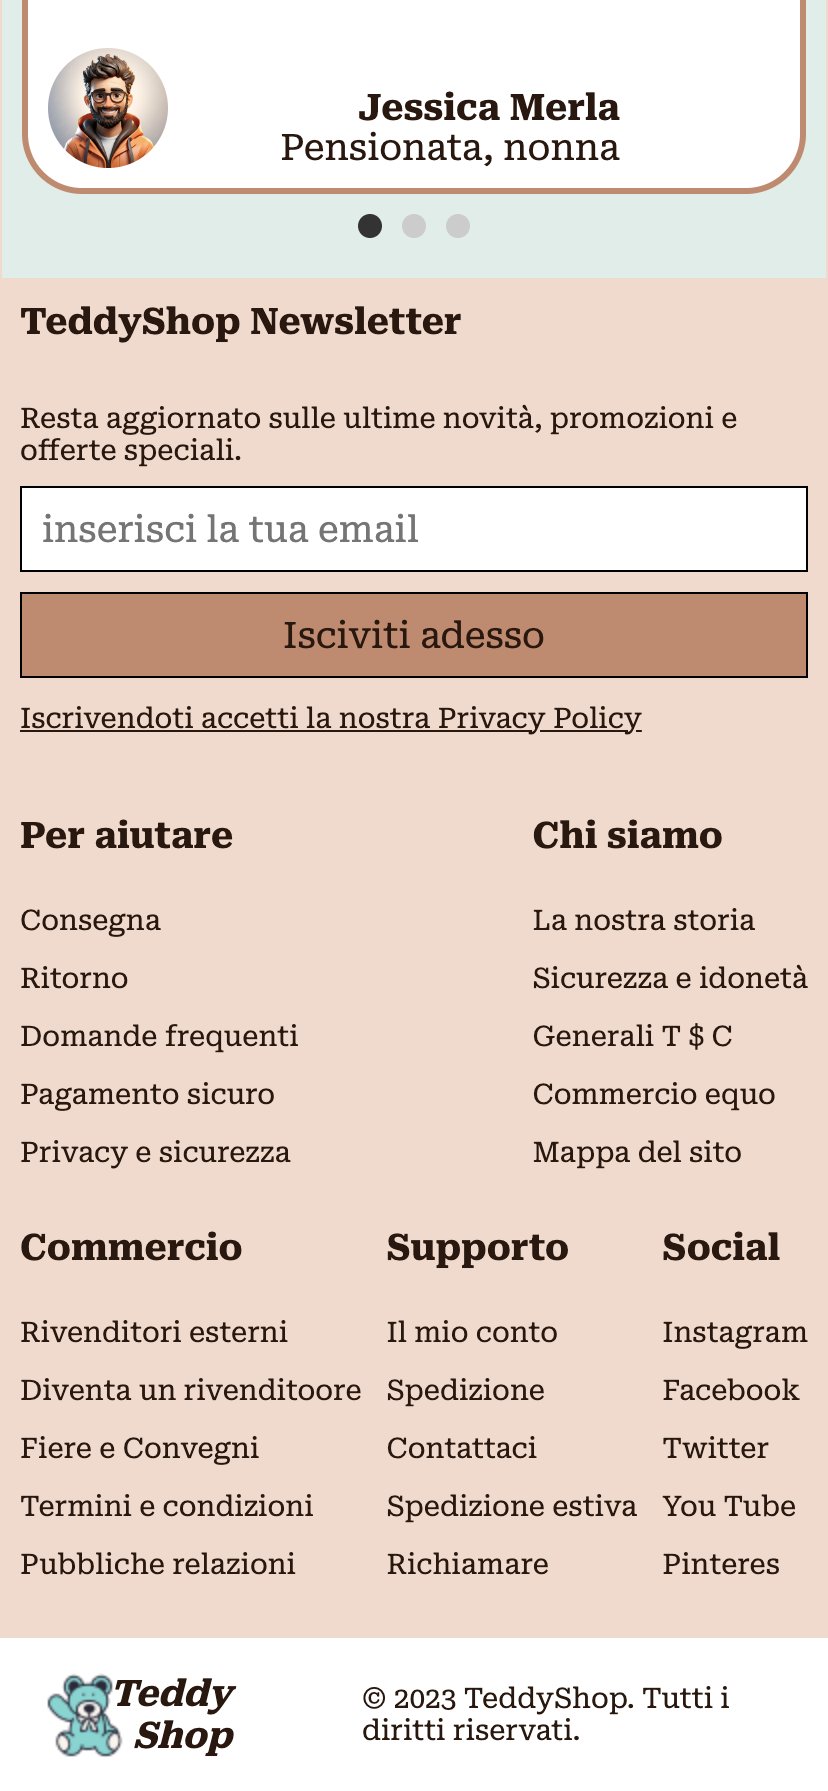 Jessica Merla
Pensionata, nonna
TeddyShop Newsletter
Resta aggiornato sulle ultime novità, promozioni e
offerte speciali.
inserisci la tua email
Isciviti adesso
Iscrivendoti accetti la nostra Privacy Policy
Per aiutare
Consegna
Ritorno
Domande frequenti
Pagamento sicuro
Privacy e sicurezza
Chi siamo
La nostra storia
Sicurezza e idonetà
Generali T $ C
Commercio equo
Mappa del sito
Commercio
Rivenditori esterni
Diventa un rivenditoore
Fiere e Convegni
Termini e condizioni
Pubbliche relazioni
Supporto
Il mio conto
Spedizione
Contattaci
Spedizione estiva
Richiamare
Social
Instagram
Facebook
Twitter
You Tube
Pinteres
Teddy
Shop
© 2023 TeddyShop. Tutti i
diritti riservati.